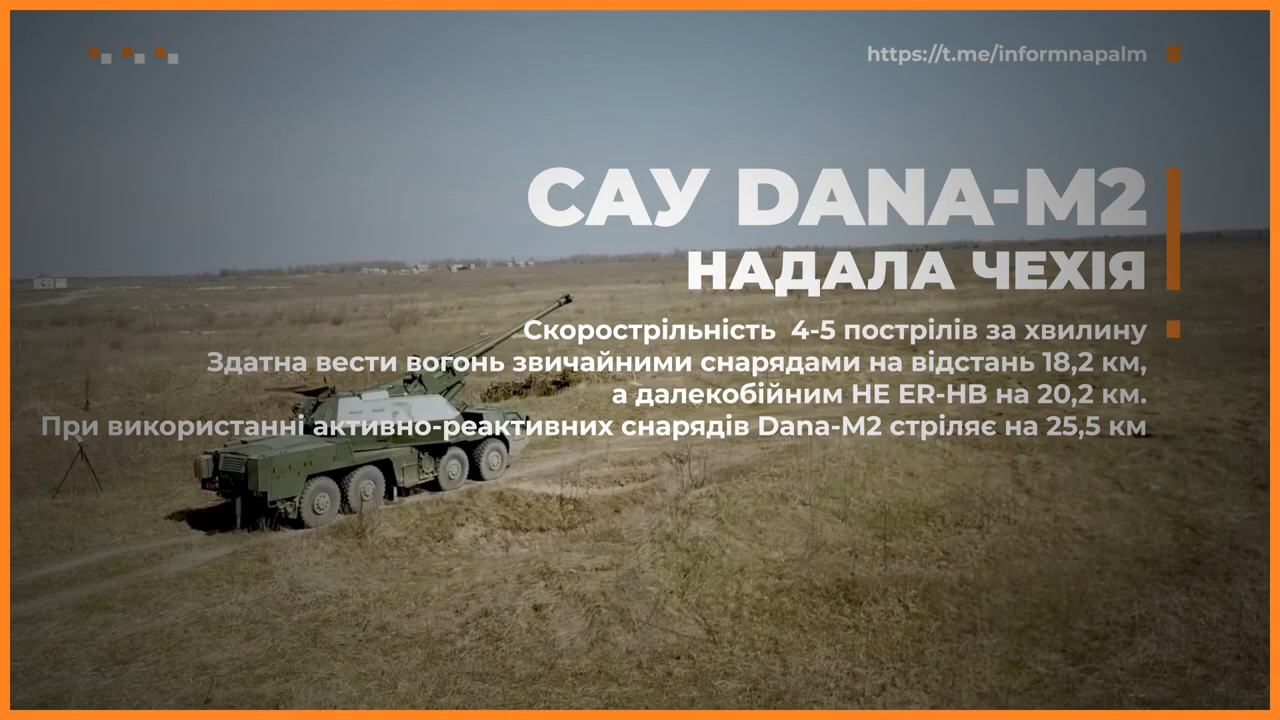 https://t.me/informnapalm
САУ DANA-M2
НАДАЛА ЧЕХІЯ
Скорострільність 4-5 пострілів за хвилину
Здатна вести вогонь звичайними снарядами на відстань 18,2 км,
а далекобійним HE ER-HB на 20,2 км.
При використанні активно-реактивних снарядів Dana-M2 стріляє на 25,5 км